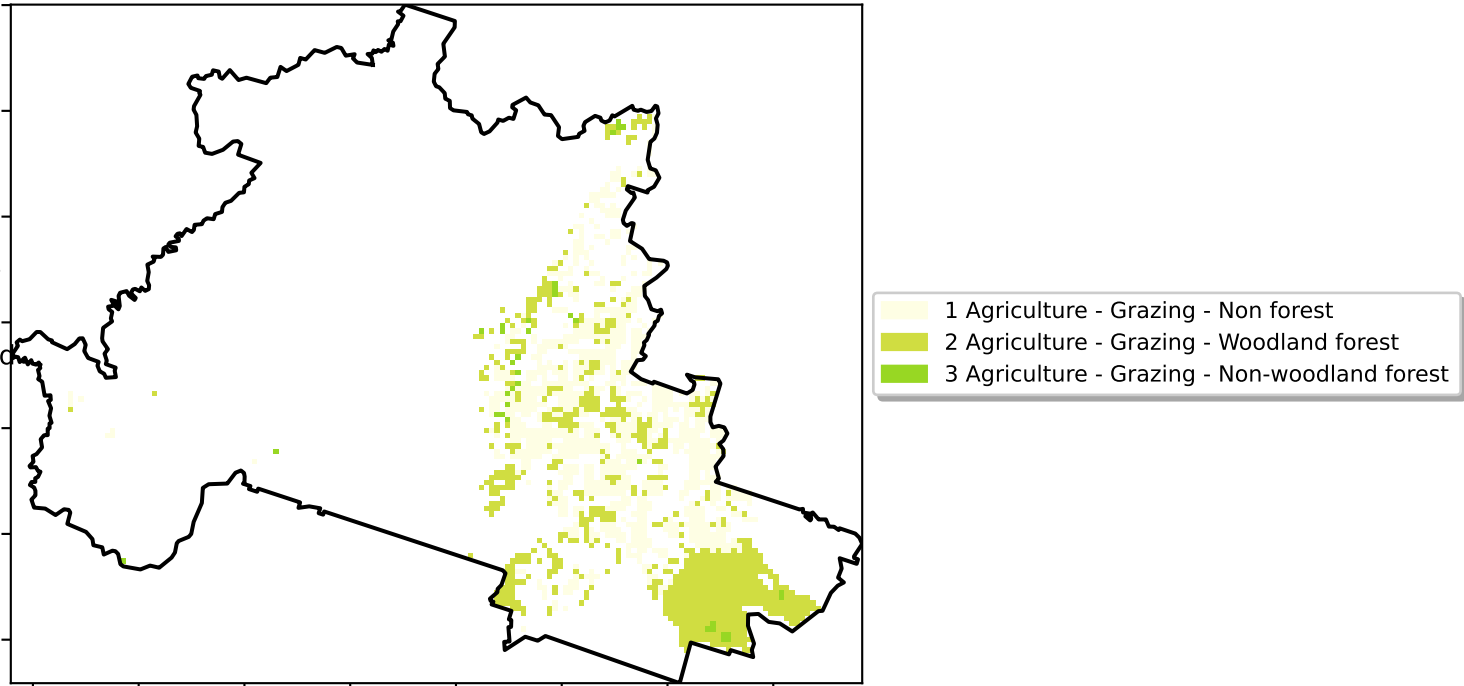 1 Agriculture - Grazing - Non forest
2 Agriculture - Grazing - Woodland forest
3 Agriculture - Grazing - Non-woodland forest